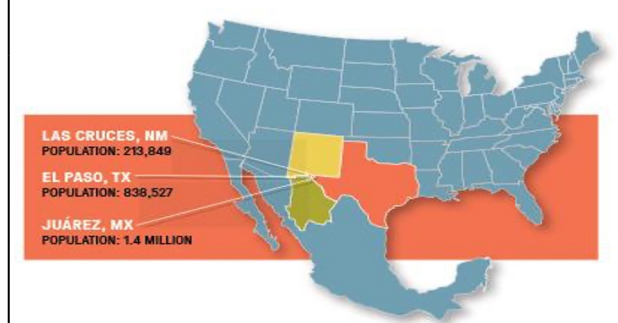 LAS CRUCES, NM
POPULATION: 213,849
EL PASO, TX
POPULATION: 838,527
JUÁREZ, MX
POPULATION: 1.4 MILLION